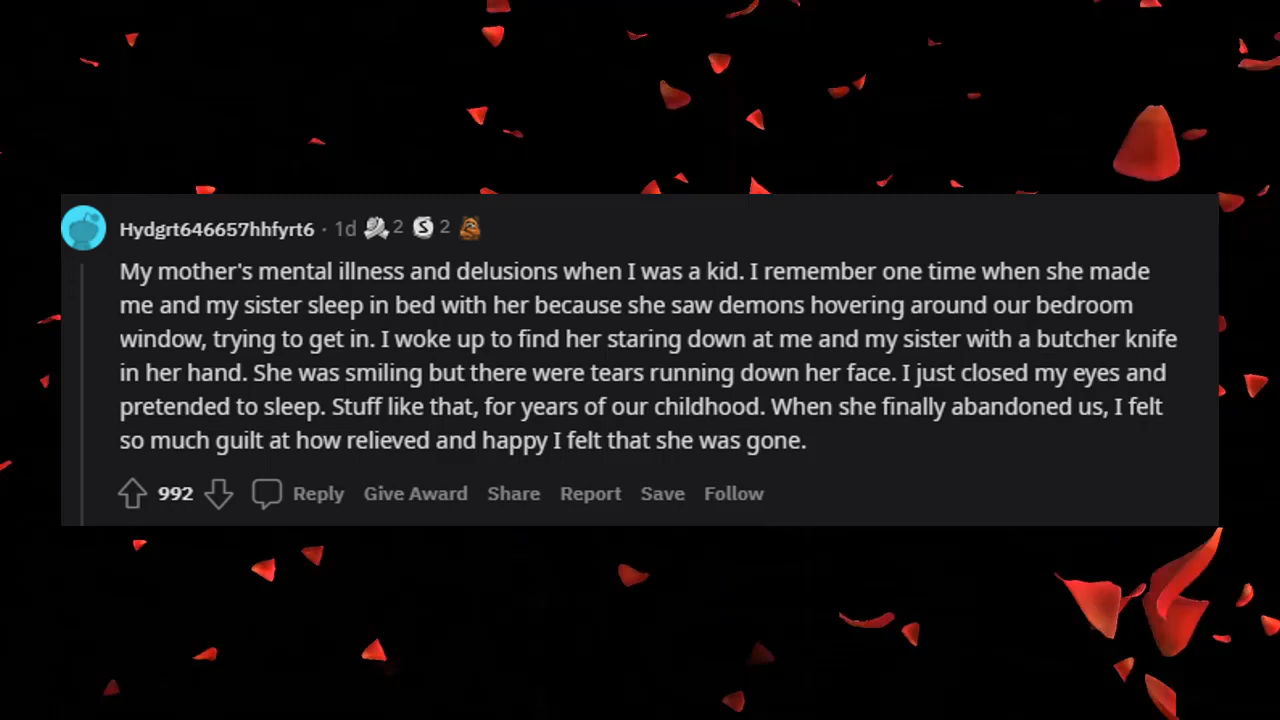 Hydgrt646657hhfyrt6 · 1d 2 2
My mother's mental illness and delusions when I was a kid. I remember one time when she made
me and my sister sleep in bed with her because she saw demons hovering around our bedroom
window, trying to get in. I woke up to find her staring down at me and my sister with a butcher knife
in her hand. She was smiling but there were tears running down her face. I just closed my eyes and
pretended to sleep. Stuff like that, for years of our childhood. When she finally abandoned us, I felt
so much guilt at how relieved and happy I felt that she was gone.
992 Reply Give Award Share Report Save Follow